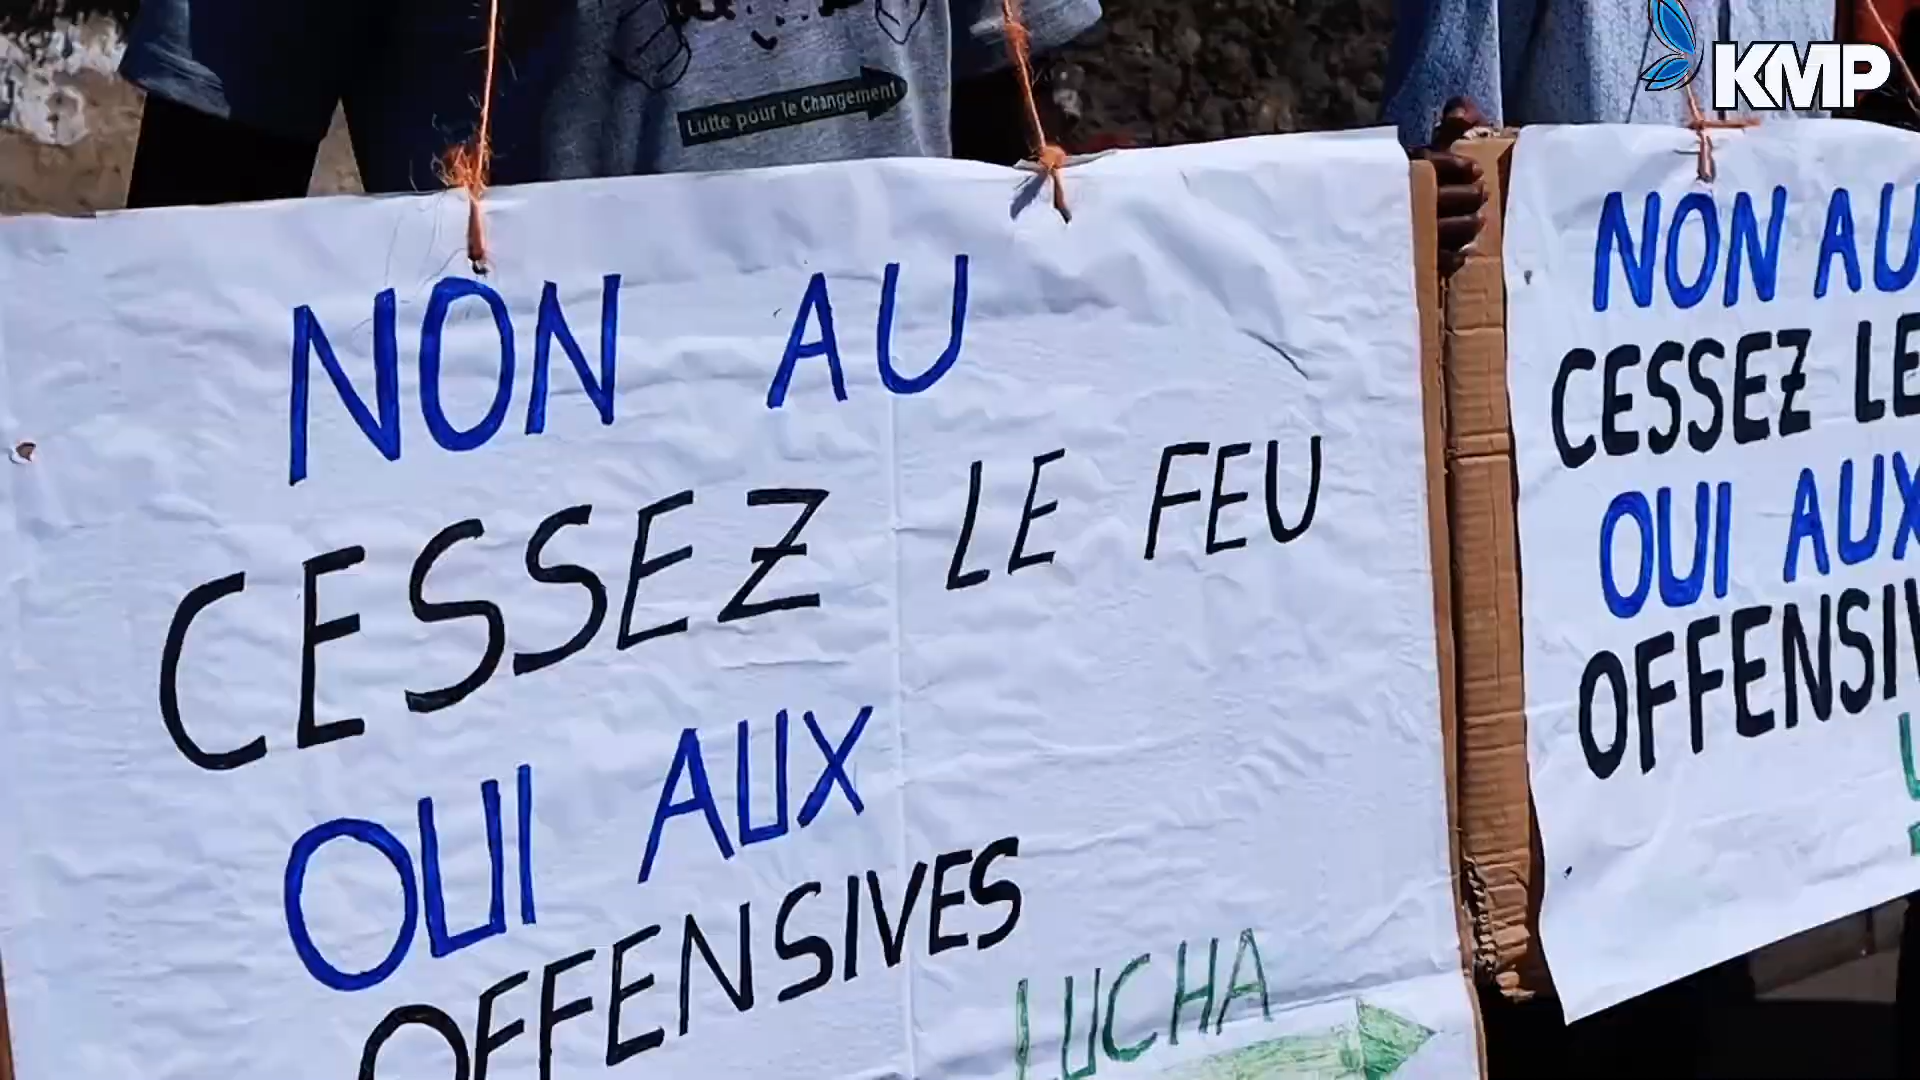 KMP
Lutte pour le Changement
NON AU
CESSEZ LE FEU
OUI AUX
OFFENSIVES
LUCHA
NON AU
CESSEZ LE
OUI AUX
OFFENSIV